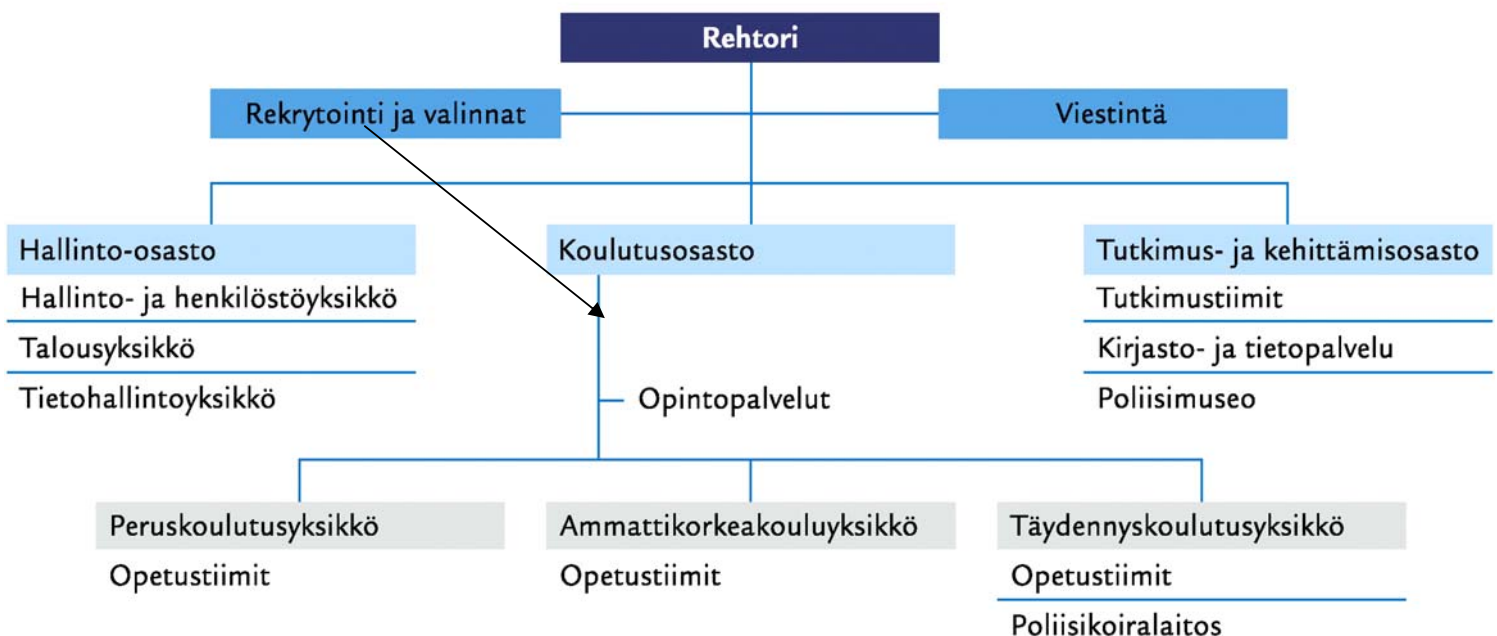 Rehtori
Rekrytointi ja valinnat
Viestintä
Hallinto-osasto
Hallinto- ja henkilöstöyksikkö
Talousyksikkö
Tietohallintoyksikkö
Koulutusosasto
Opintopalvelut
Tutkimus- ja kehittämisosasto
Tutkimustiimit
Kirjasto- ja tietopalvelu
Poliisimuseo
Peruskoulutusyksikkö
Opetustiimit
Ammattikorkeakouluyksikkö
Opetustiimit
Täydennyskoulutusyksikkö
Opetustiimit
Poliisikoiralaitos